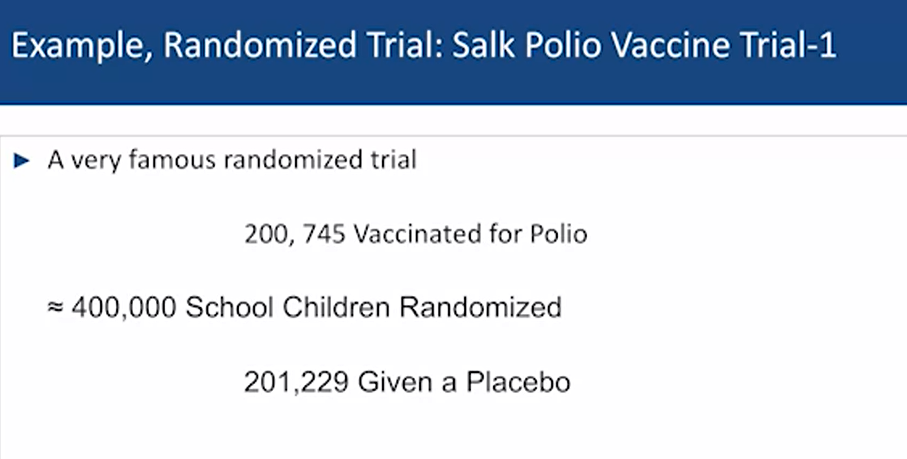 Example, Randomized Trial: Salk Polio Vaccine Trial-1
► A very famous randomized trial
200, 745 Vaccinated for Polio
≈ 400,000 School Children Randomized
201,229 Given a Placebo